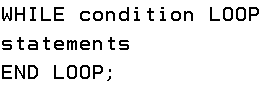 WHILE condition LOOP
statements
END LOOP;